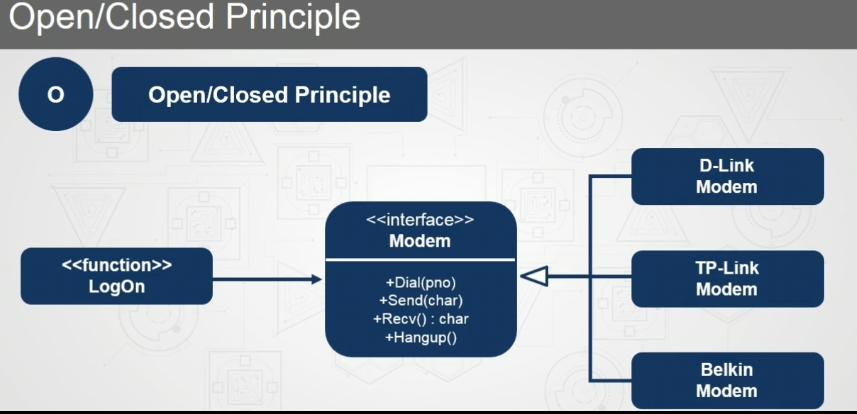 Open/Closed Principle
O
Open/Closed Principle
<<function>>
LogOn
<<interface>>
Modem
+Dial(pno)
+Send(char)
+Recv() : char
+Hangup()
D-Link
Modem
TP-Link
Modem
Belkin
Modem